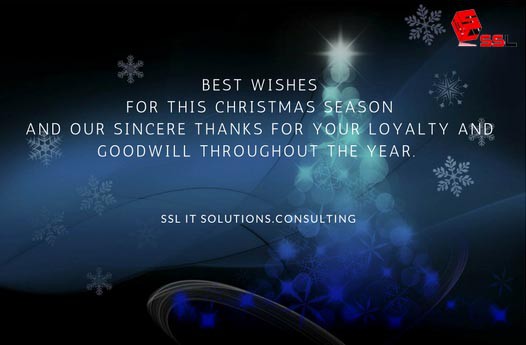 SSL
BEST WISHES
FOR THIS CHRISTMAS SEASON
AND OUR SINCERE THANKS FOR YOUR LOYALTY AND
GOODWILL THROUGHOUT THE YEAR.
SSL IT SOLUTIONS.CONSULTING